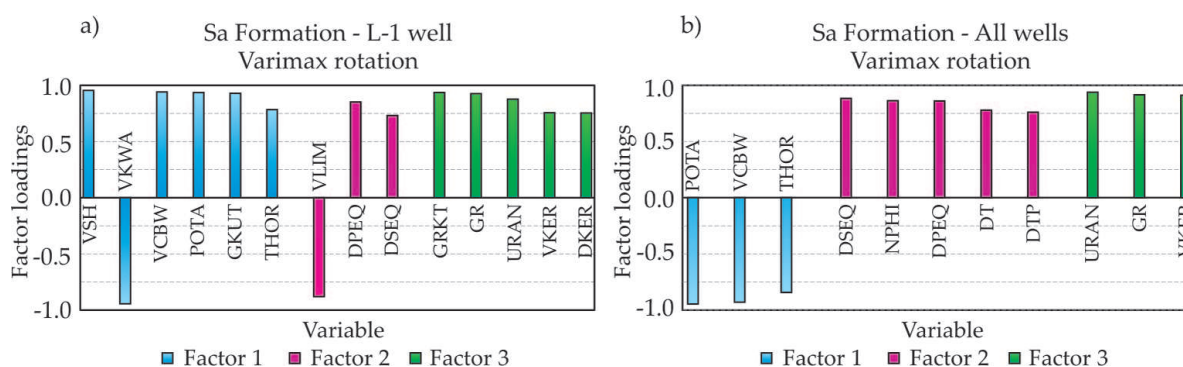 a)
Sa Formation - L-1 well
Varimax rotation
Factor loadings
1.0
0.5
0.0
-0.5
-1.0
VSH
VKWA
VCBW
POTA
GKUT
THOR
VLIM
DPEQ
DSEQ
GRKT
GR
URAN
VKER
DKER
Variable
Factor 1 Factor 2 Factor 3
b)
Sa Formation - All wells
Varimax rotation
Factor loadings
1.0
0.5
0.0
-0.5
-1.0
POTA
VCBW
THOR
DSEQ
NPHI
DPEQ
DT
DTP
URAN
GR
Variable
Factor 1 Factor 2 Factor 3